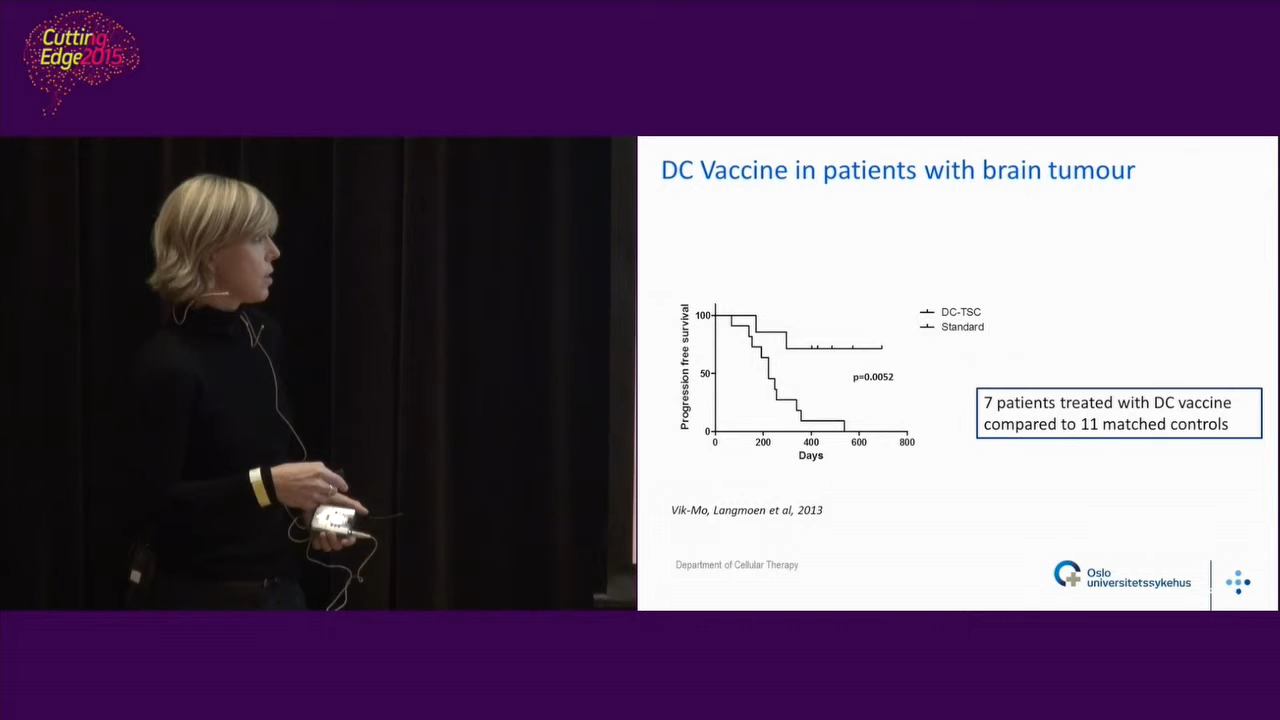 Cutting
Edge2015
DC Vaccine in patients with brain tumour
Progression free survival
100
50
0
0
200
400
600
800
Days
p=0.0052
DC-TSC
Standard
7 patients treated with DC vaccine
compared to 11 matched controls
Vik-Mo, Langmoen et al, 2013
Department of Cellular Therapy
Oslo
universitetssykehus